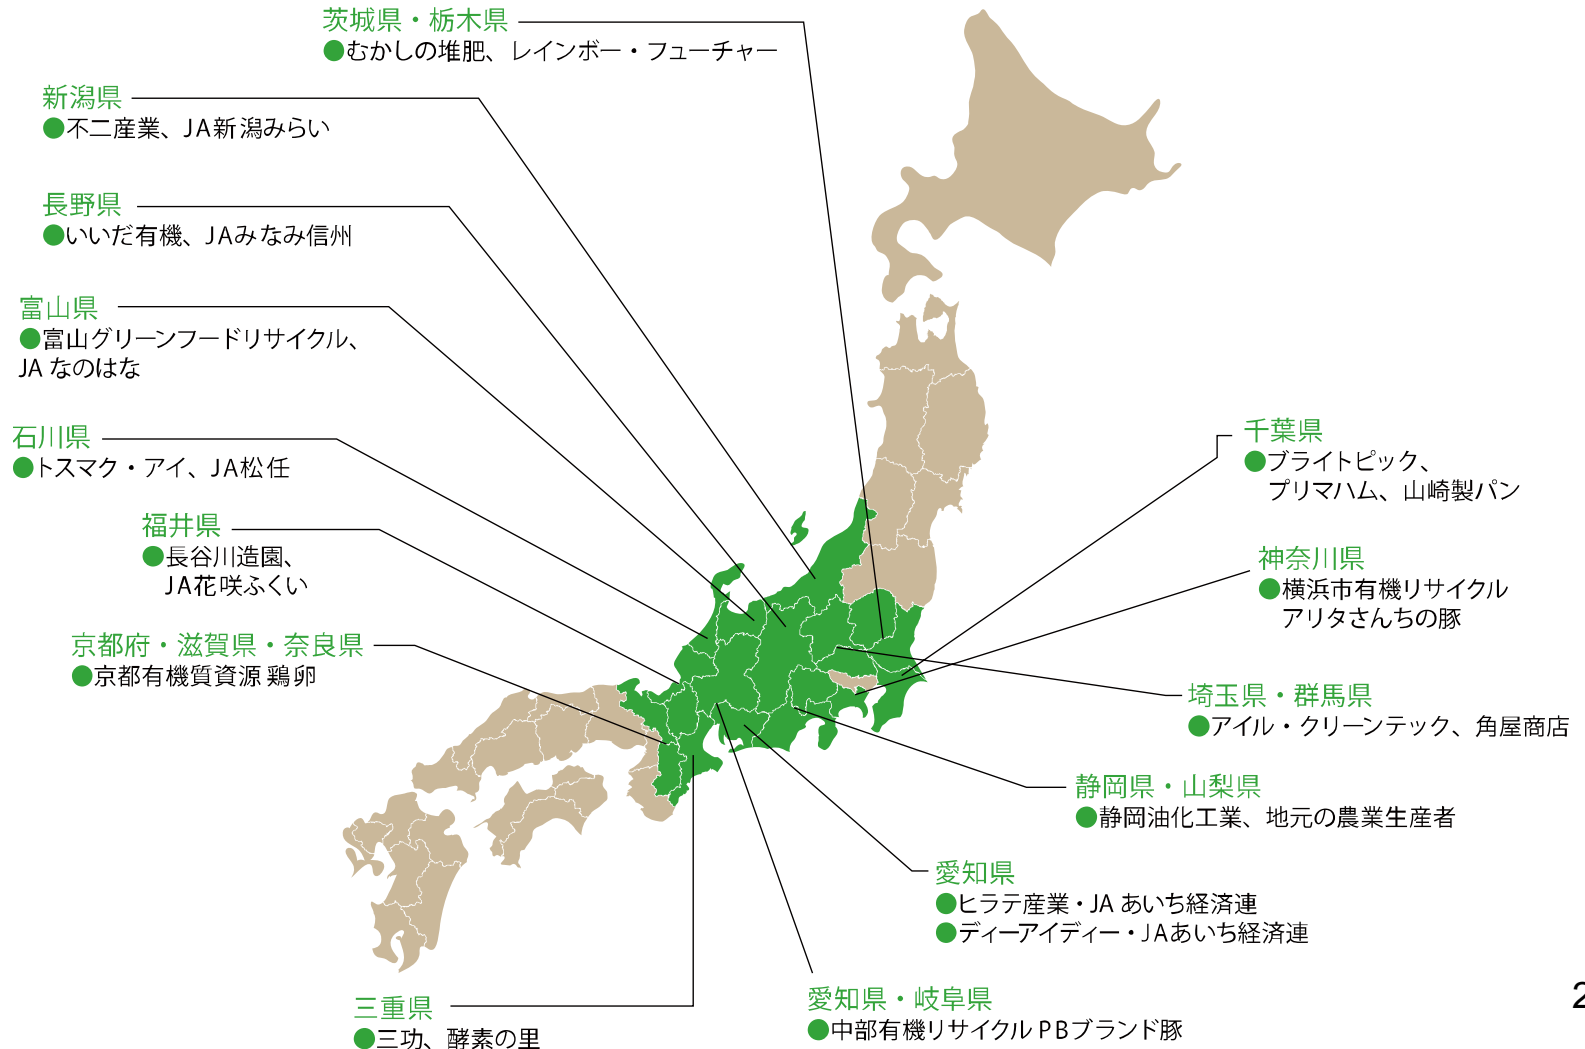 茨城県・栃木県
●むかしの堆肥、レインボー・フューチャー
新潟県
●不二産業、JA新潟みらい
長野県
●いいだ有機、JAみなみ信州
富山県
●富山グリーンフードリサイクル、
JA なのはな
石川県
●トスマク・アイ、JA松任
福井県
●長谷川造園、
JA花咲ふくい
京都府・滋賀県・奈良県
●京都有機質資源 鶏卵
千葉県
●ブライトピック、
プリマハム、山崎製パン
神奈川県
●横浜市有機リサイクル
アリタさんちの豚
埼玉県・群馬県
●アイル・クリーンテック、角屋商店
静岡県・山梨県
●静岡油化工業、地元の農業生産者
愛知県
●ヒラテ産業・JA あいち経済連
●ディーアイディー・JAあいち経済連
愛知県・岐阜県
●中部有機リサイクル PBブランド豚
三重県
●三功、酵素の里
2